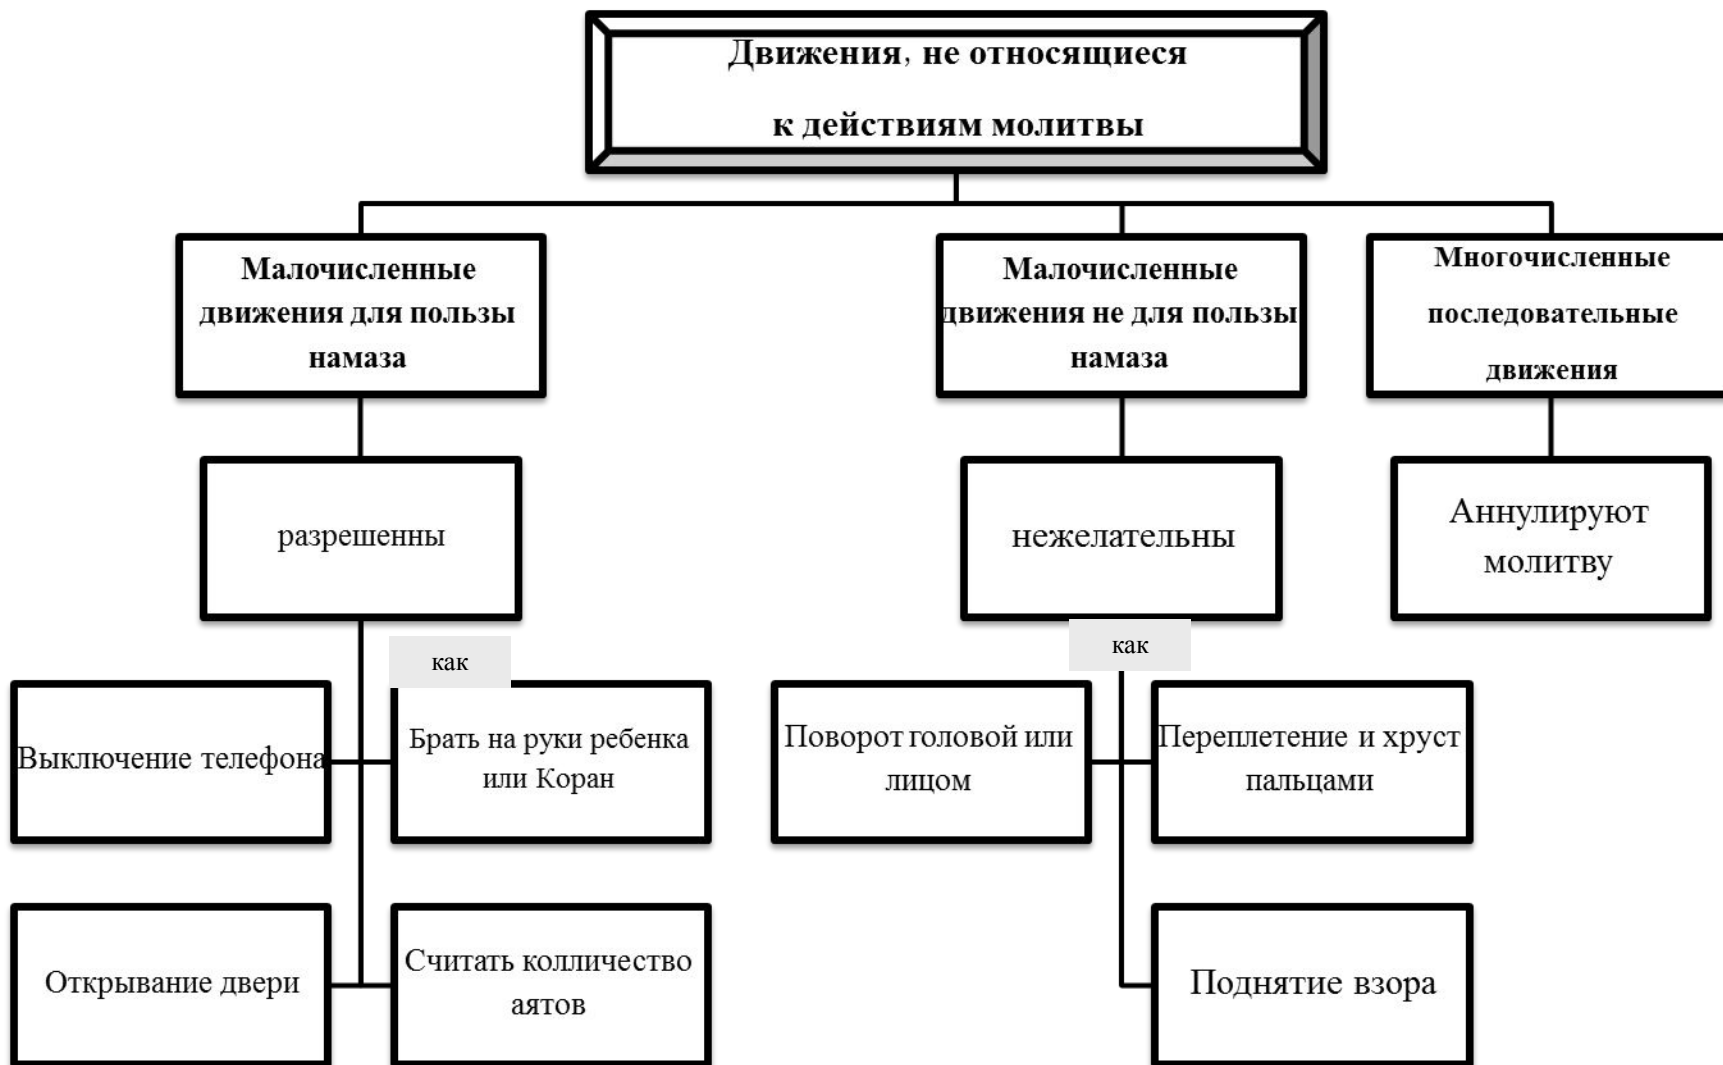 Движения, не относящиеся
к действиям молитвы
Малочисленные
движения для пользы
намаза
Малочисленные
движения не для пользы
намаза
Многочисленные
последовательные
движения
разрешенны
нежелательны
Аннулируют
молитву
как
как
Выключение телефона
Брать на руки ребенка
или Коран
Поворот головой или
лицом
Переплетение и хруст
пальцами
Открывание двери
Считать колличество
аятов
Поднятие взора